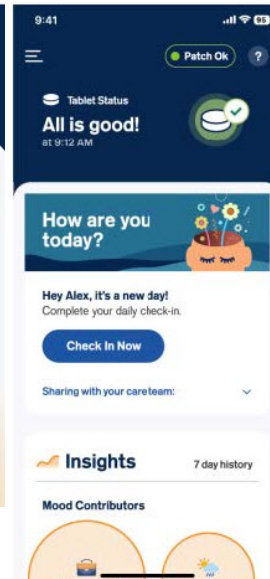 9:41
95
Patch Ok
?
Tablet Status
All is good!
at 9:12 AM
How are you
today?
Hey Alex, it's a new day!
Complete your daily check-in.
Check In Now
Sharing with your care team:
Insights
7 day history
Mood Contributors